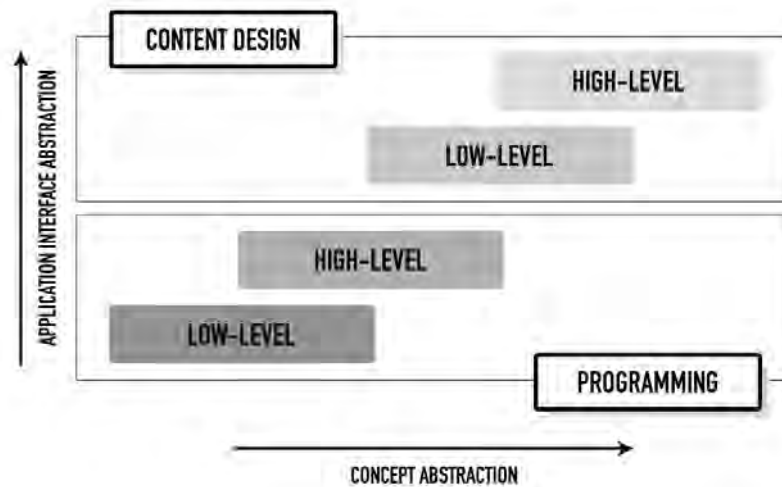 CONTENT DESIGN
HIGH-LEVEL
LOW-LEVEL
APPLICATION INTERFACE ABSTRACTION
HIGH-LEVEL
LOW-LEVEL
PROGRAMMING
CONCEPT ABSTRACTION